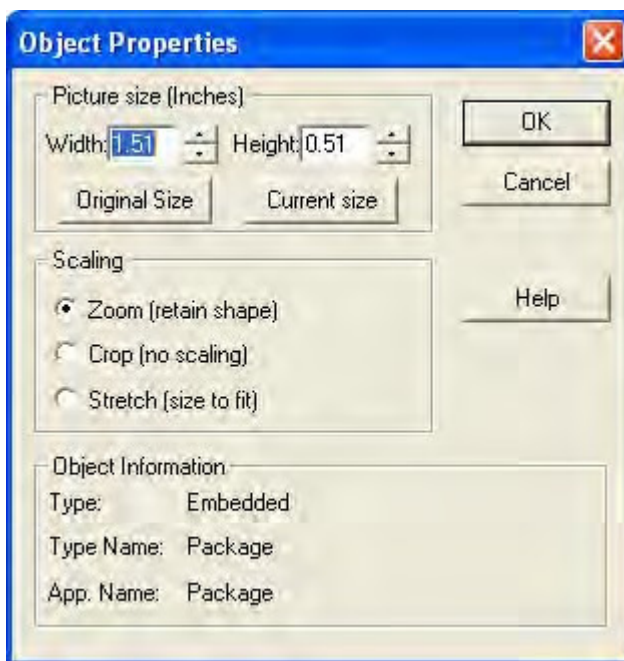 Object Properties
Picture size (Inches)
Width: 1.51 Height: 0.51
Original Size Current size
OK
Cancel
Help
Scaling
Zoom (retain shape)
Crop (no scaling)
Stretch (size to fit)
Object Information
Type: Embedded
Type Name: Package
App. Name: Package